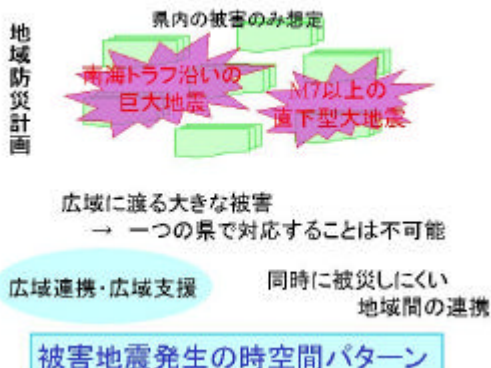 地域防災計画
県内の被害のみ想定
南海トラフ沿いの
巨大地震
M7以上の
直下型大地震
広域に渡る大きな被害
→ 一つの県で対応することは不可能
広域連携・広域支援
同時に被災しにくい
地域間の連携
被害地震発生の時空間パターン